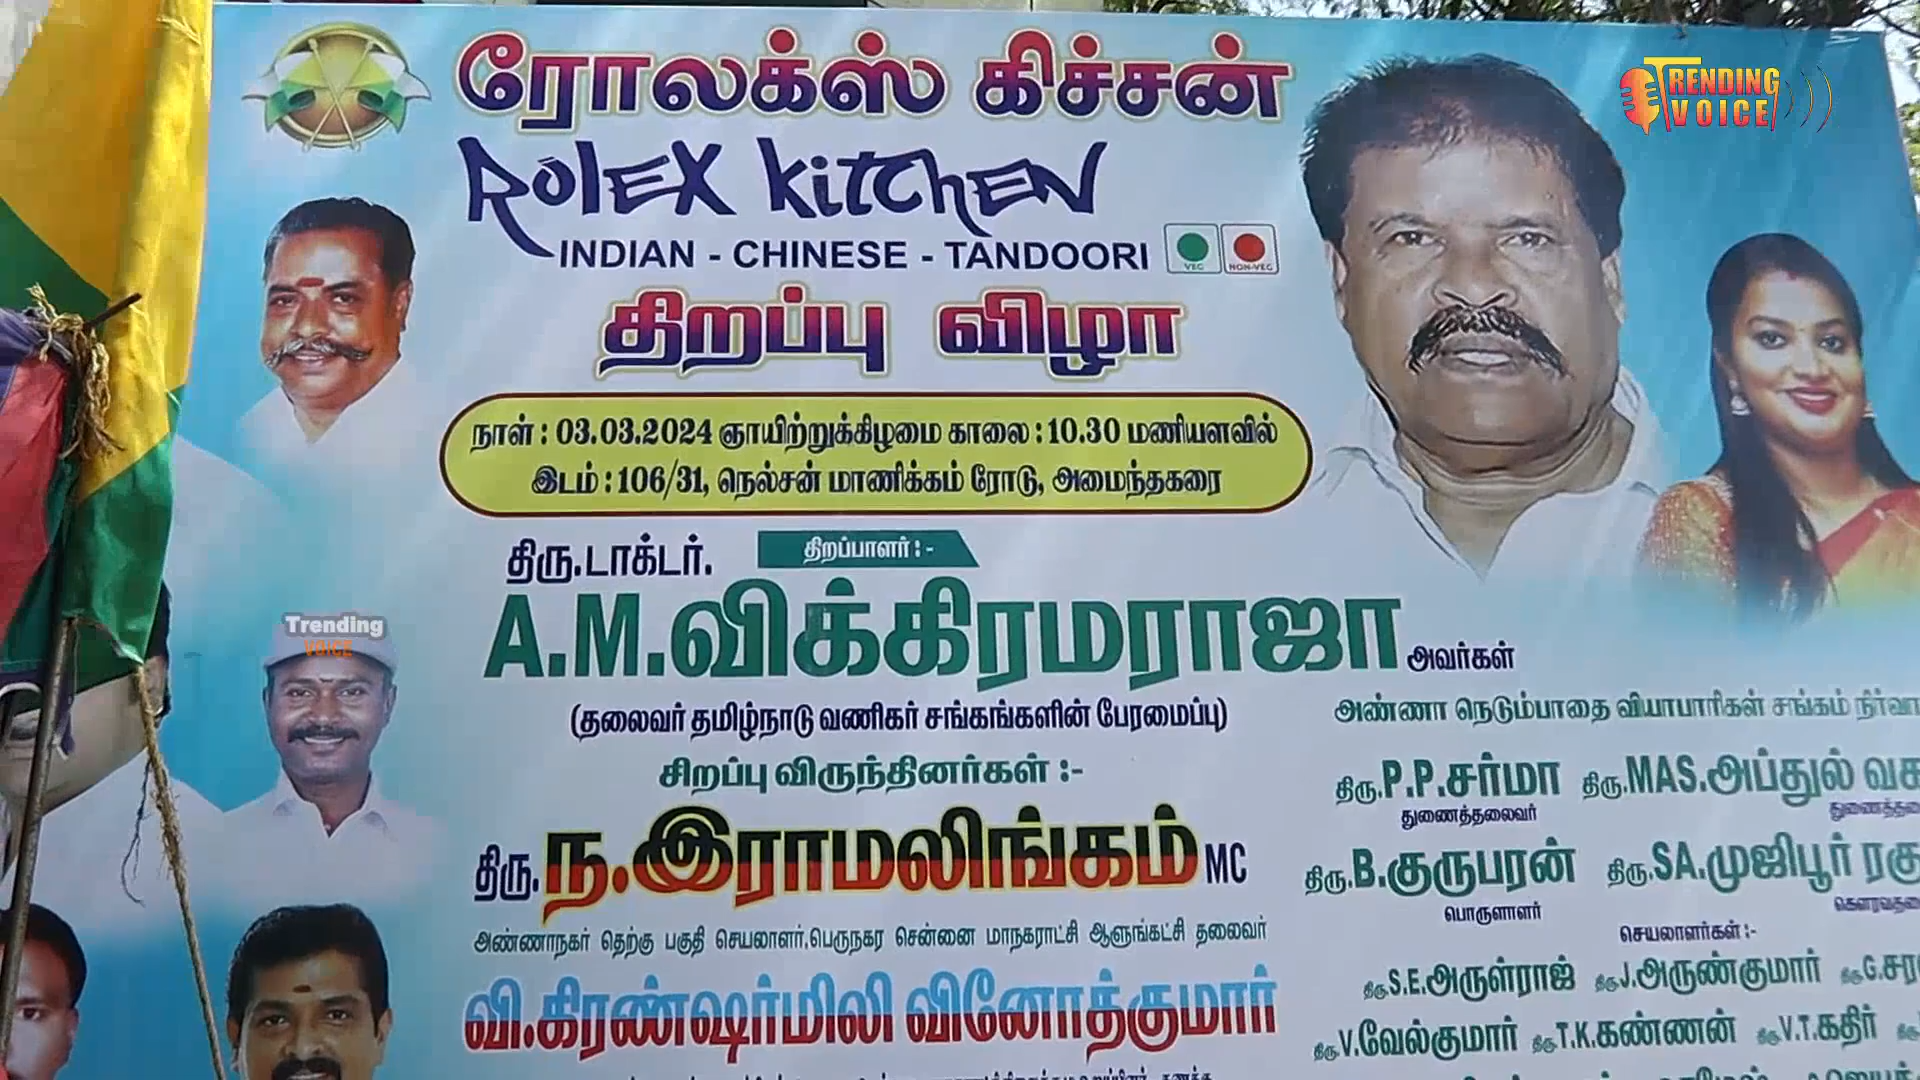 ரோலக்ஸ் கிச்சன்
ROLEX KITCHEN
INDIAN - CHINESE - TANDOORI
VEG
NON-VEG
திறப்பு விழா
நாள் : 03.03.2024 ஞாயிற்றுக்கிழமை காலை : 10.30 மணியளவில்
இடம் : 106/31, நெல்சன் மாணிக்கம் ரோடு, அமைந்தகரை
திறப்பாளர் :-
திரு.டாக்டர்.
A.M.விக்கிரமராஜா அவர்கள்
(தலைவர் தமிழ்நாடு வணிகர் சங்கங்களின் பேரமைப்பு)
சிறப்பு விருந்தினர்கள் :-
திரு.ந.இராமலிங்கம் MC
அண்ணாநகர் தெற்கு பகுதி செயலாளர்,பெருநகர சென்னை மாநகராட்சி ஆளுங்கட்சி தலைவர்
வி.கிரண்ஷர்மிலி வினோத்குமார்
அண்ணா நெடும்பாதை வியாபாரிகள் சங்கம்
திரு.P.P.சர்மா திரு.MAS.அப்துல்
துணைத்தலைவர்
திரு.B.குருபரன் திரு.SA.முஜிபூர்
பொருளாளர்
செயலாளர்கள் :-
திரு.S.E.அருள்ராஜ் திரு.J.அருண்குமார்
திரு.V.வேல்குமார் திரு.T.K.கண்ணன் திரு.V.T.கதிர்
TRENDING
VOICE
Trending
VOICE